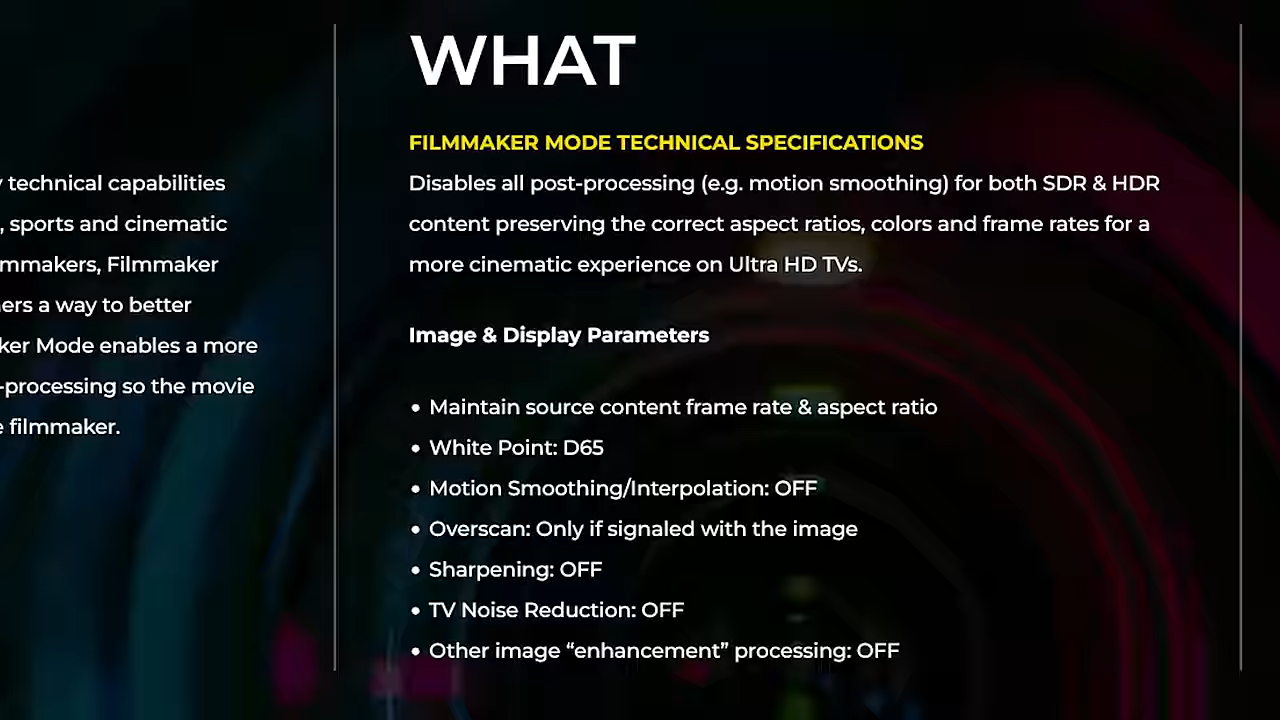 technical capabilities
, sports and cinematic
mmakers, Filmmaker
ers a way to better
ker Mode enables a more
-processing so the movie
filmmaker.
WHAT
FILMMAKER MODE TECHNICAL SPECIFICATIONS
Disables all post-processing (e.g. motion smoothing) for both SDR & HDR
content preserving the correct aspect ratios, colors and frame rates for a
more cinematic experience on Ultra HD TVs.
Image & Display Parameters
• Maintain source content frame rate & aspect ratio
• White Point: D65
• Motion Smoothing/Interpolation: OFF
• Overscan: Only if signaled with the image
• Sharpening: OFF
• TV Noise Reduction: OFF
• Other image “enhancement” processing: OFF